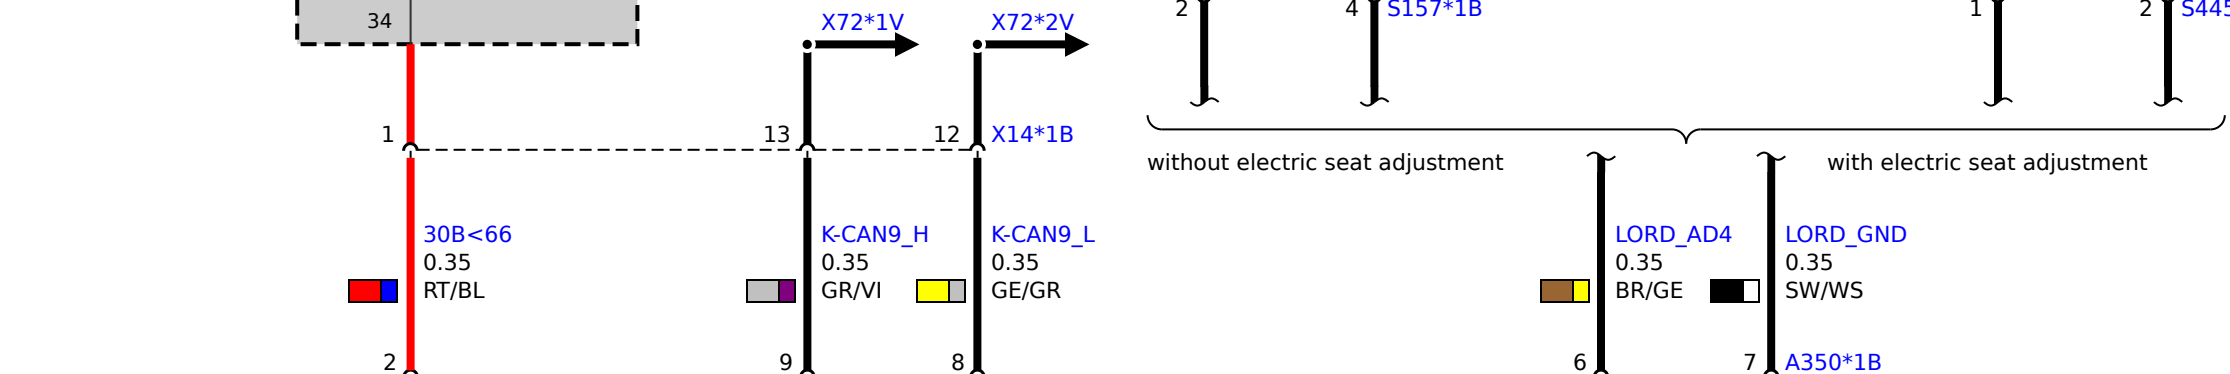 34
X72*1V
X72*2V
2
4
S157*1B
1
2
S445
1
13
12
X14*1B
without electric seat adjustment
with electric seat adjustment
30B<66
0.35
RT/BL
K-CAN9_H
0.35
GR/VI
K-CAN9_L
0.35
GE/GR
LORD_AD4
0.35
BR/GE
LORD_GND
0.35
SW/WS
2
9
8
6
7
A350*1B